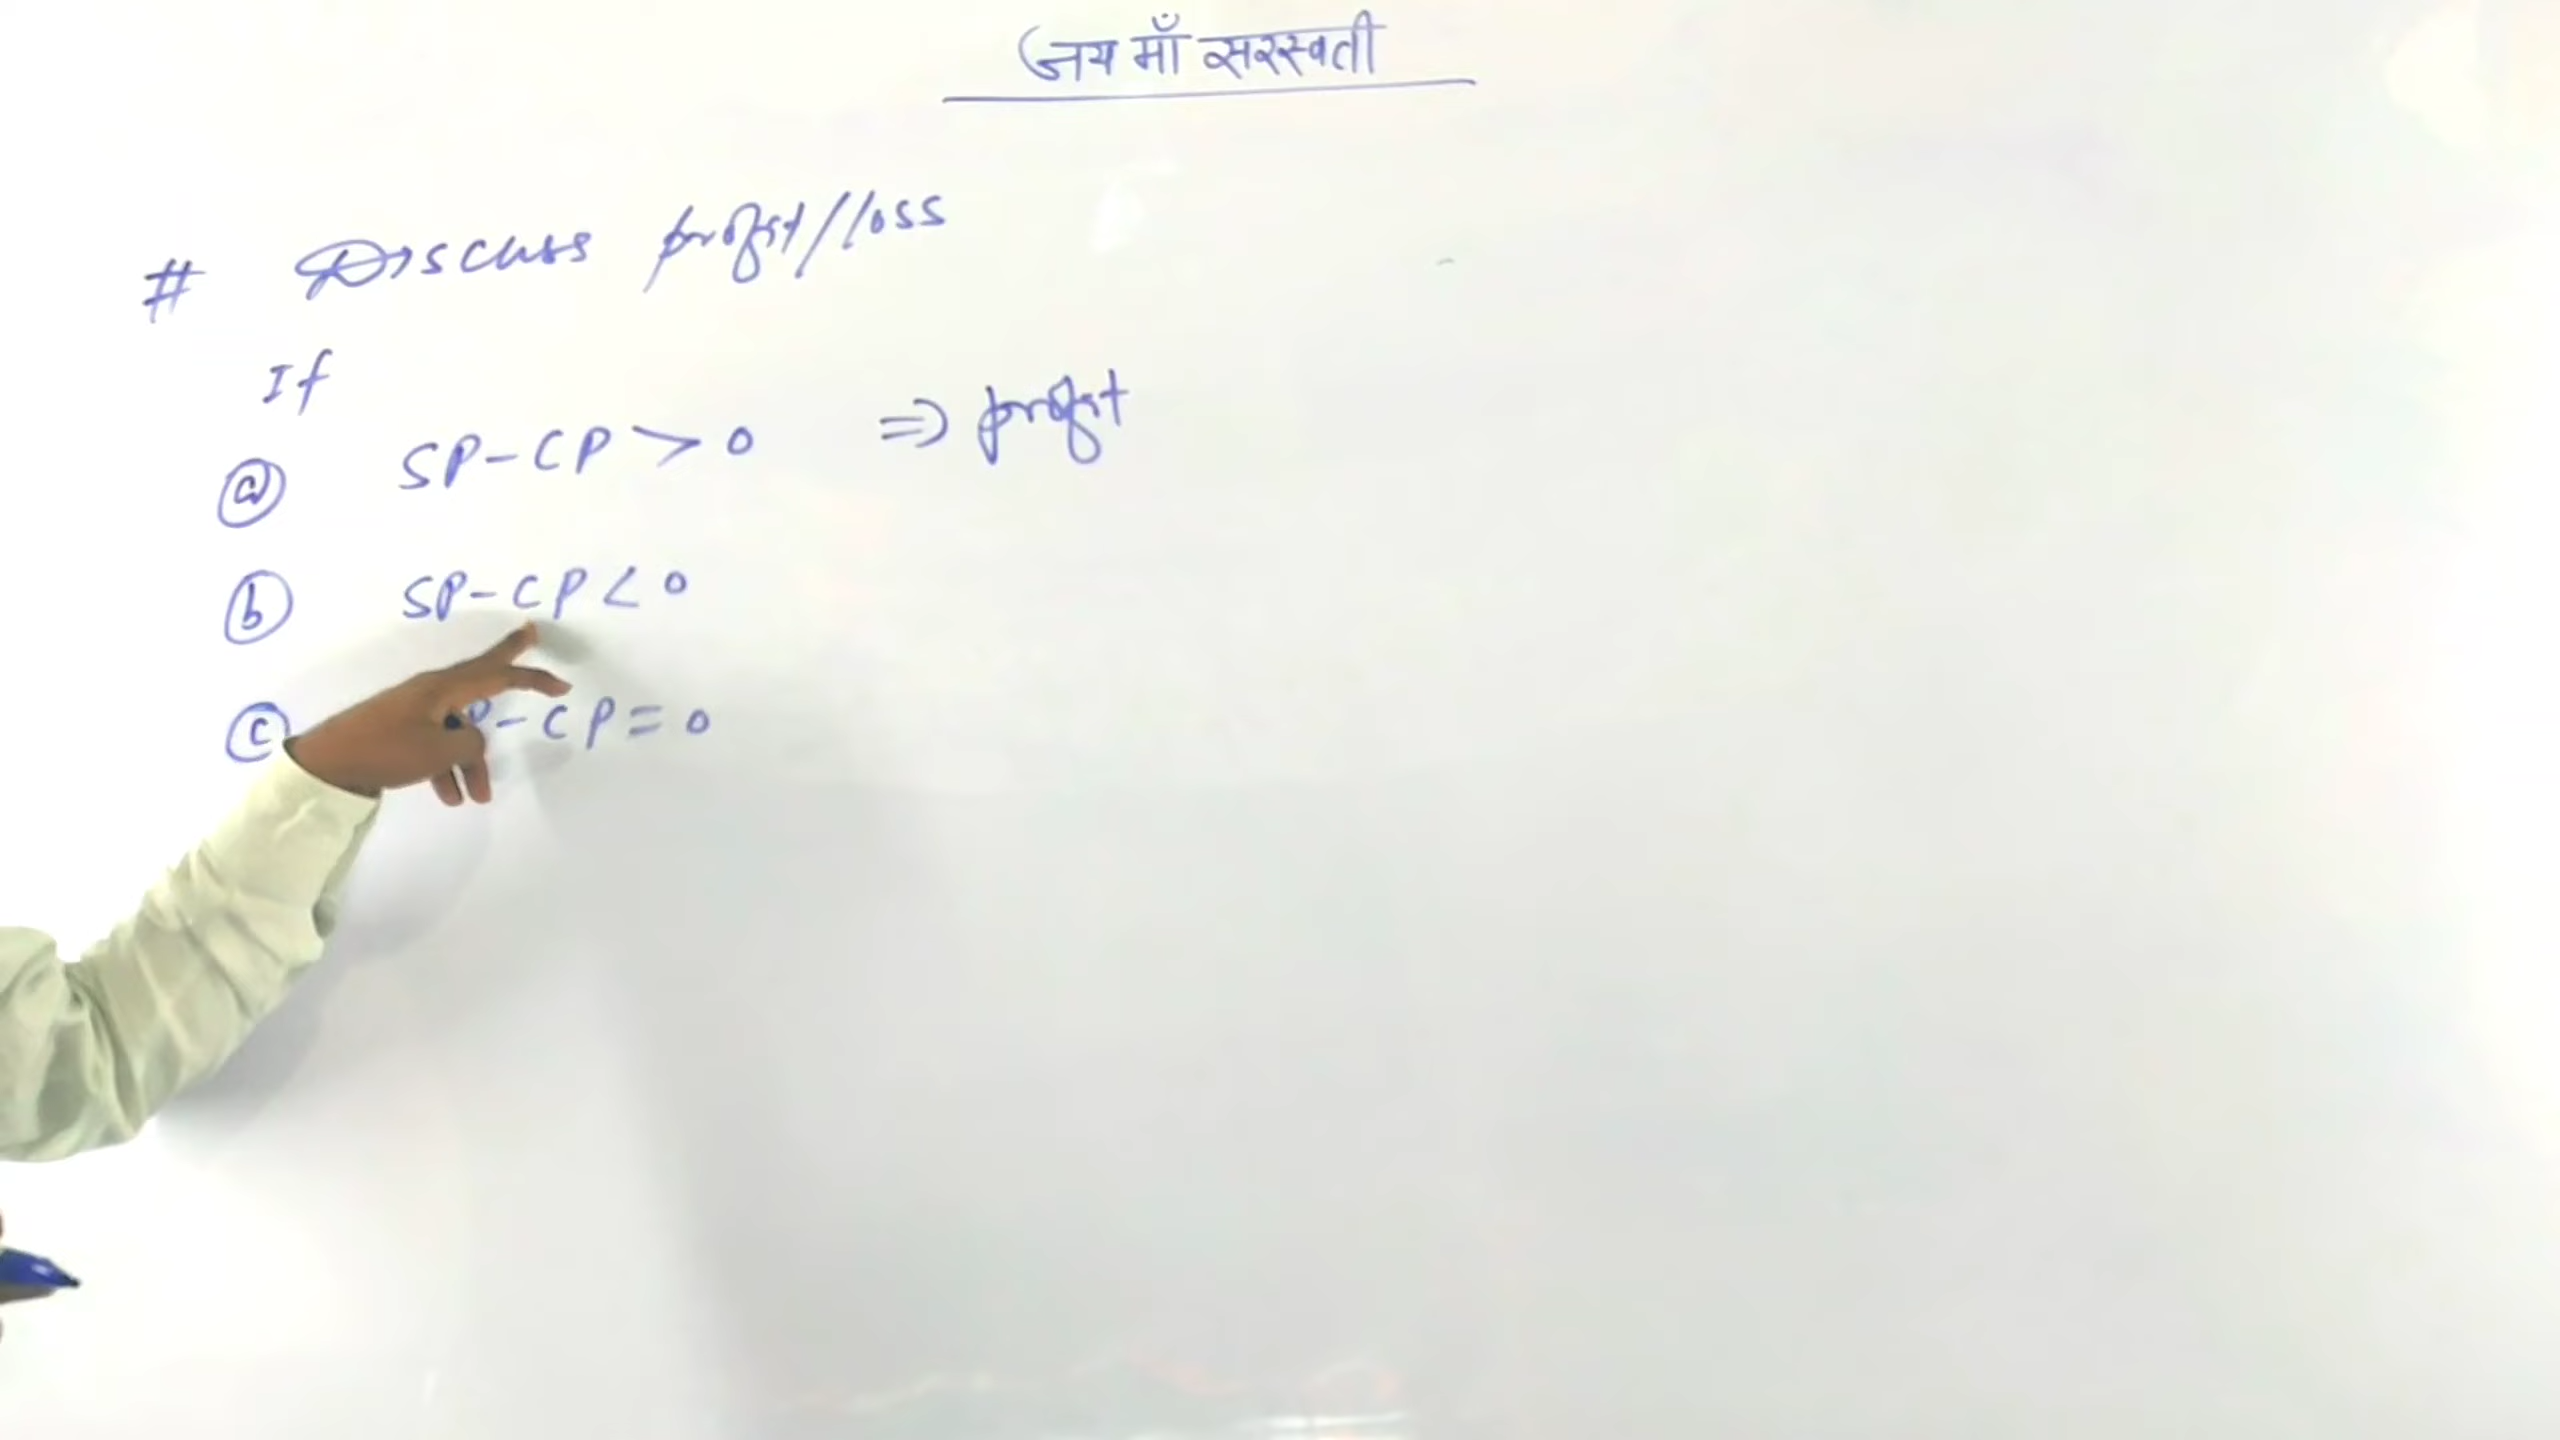 जय माँ सरस्वती
# Discuss profit/loss
If
(a) SP-CP > 0 => profit
(b) SP-CP < 0
(c) P-CP = 0